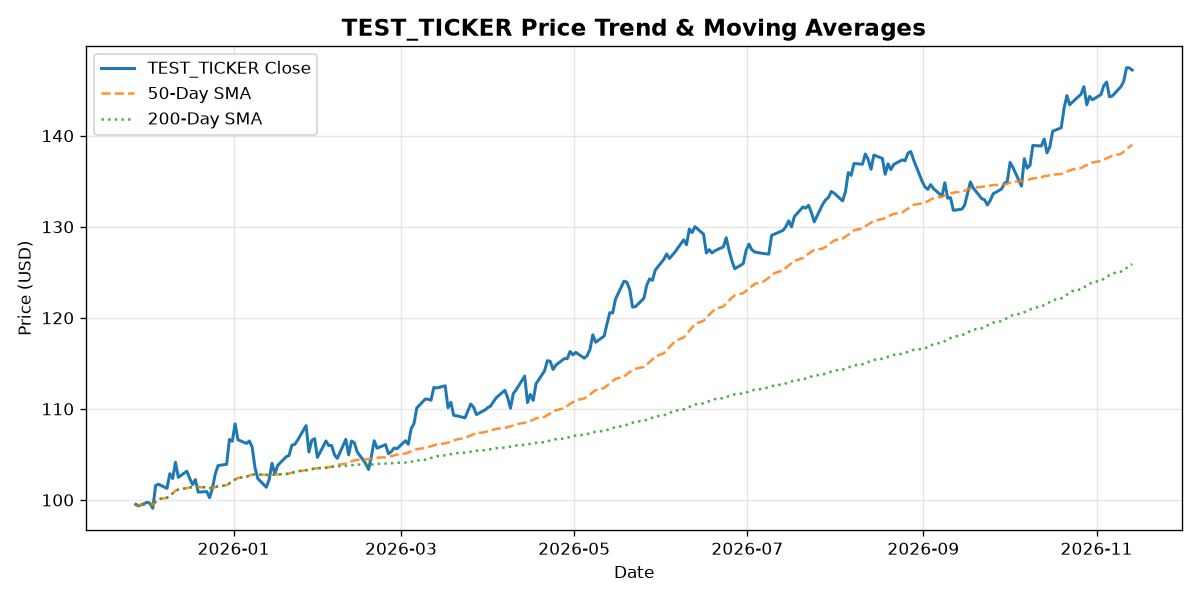 TEST_TICKER Price Trend & Moving Averages
TEST_TICKER Close
50-Day SMA
200-Day SMA
Price (USD)
140
130
120
110
100
2026-01
2026-03
2026-05
2026-07
2026-09
2026-11
Date